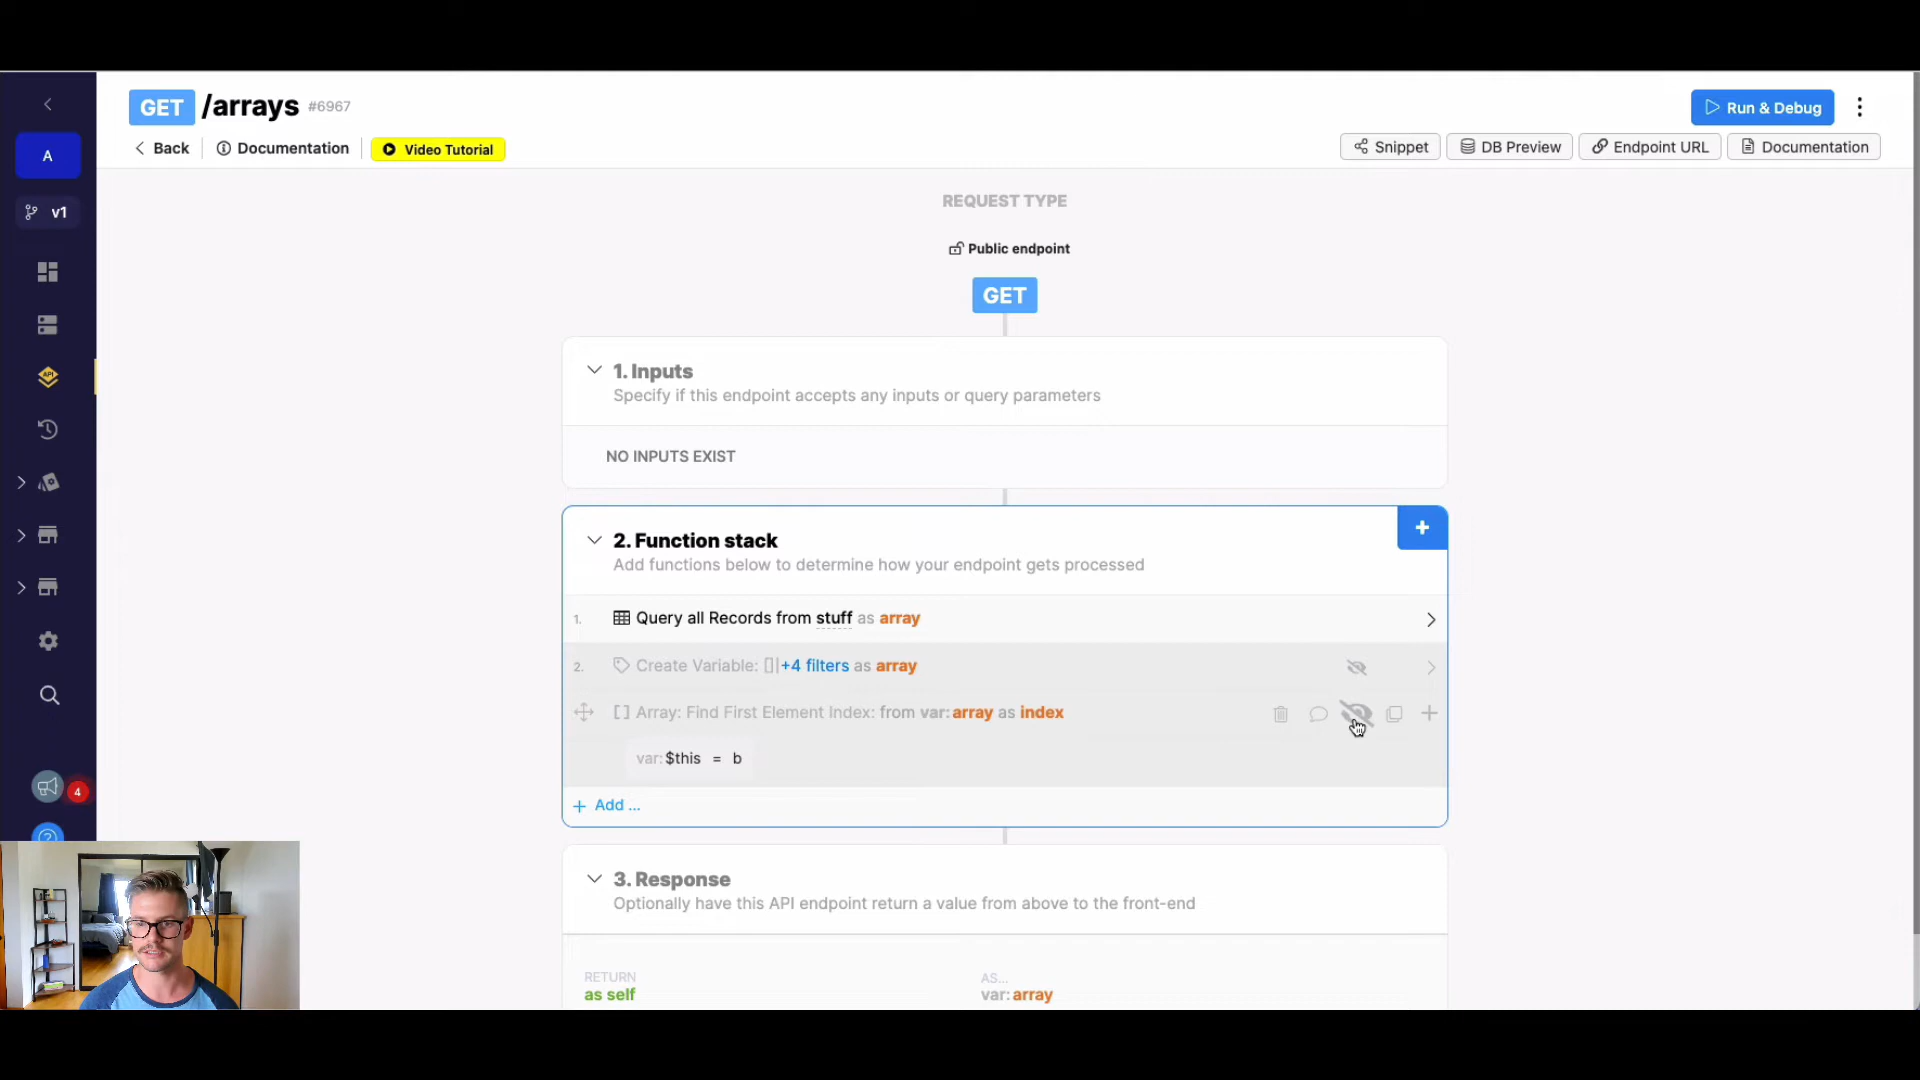 GET /arrays #6967
Run & Debug
Back
Documentation
Video Tutorial
Snippet
DB Preview
Endpoint URL
Documentation
A
v1
API
4
REQUEST TYPE
Public endpoint
GET
1. Inputs
Specify if this endpoint accepts any inputs or query parameters
NO INPUTS EXIST
2. Function stack
Add functions below to determine how your endpoint gets processed
1. Query all Records from stuff as array
2. Create Variable: []|+4 filters as array
[] Array: Find First Element Index: from var:array as index
var:$this = b
+ Add ...
3. Response
Optionally have this API endpoint return a value from above to the front-end
RETURN
as self
AS...
var:array